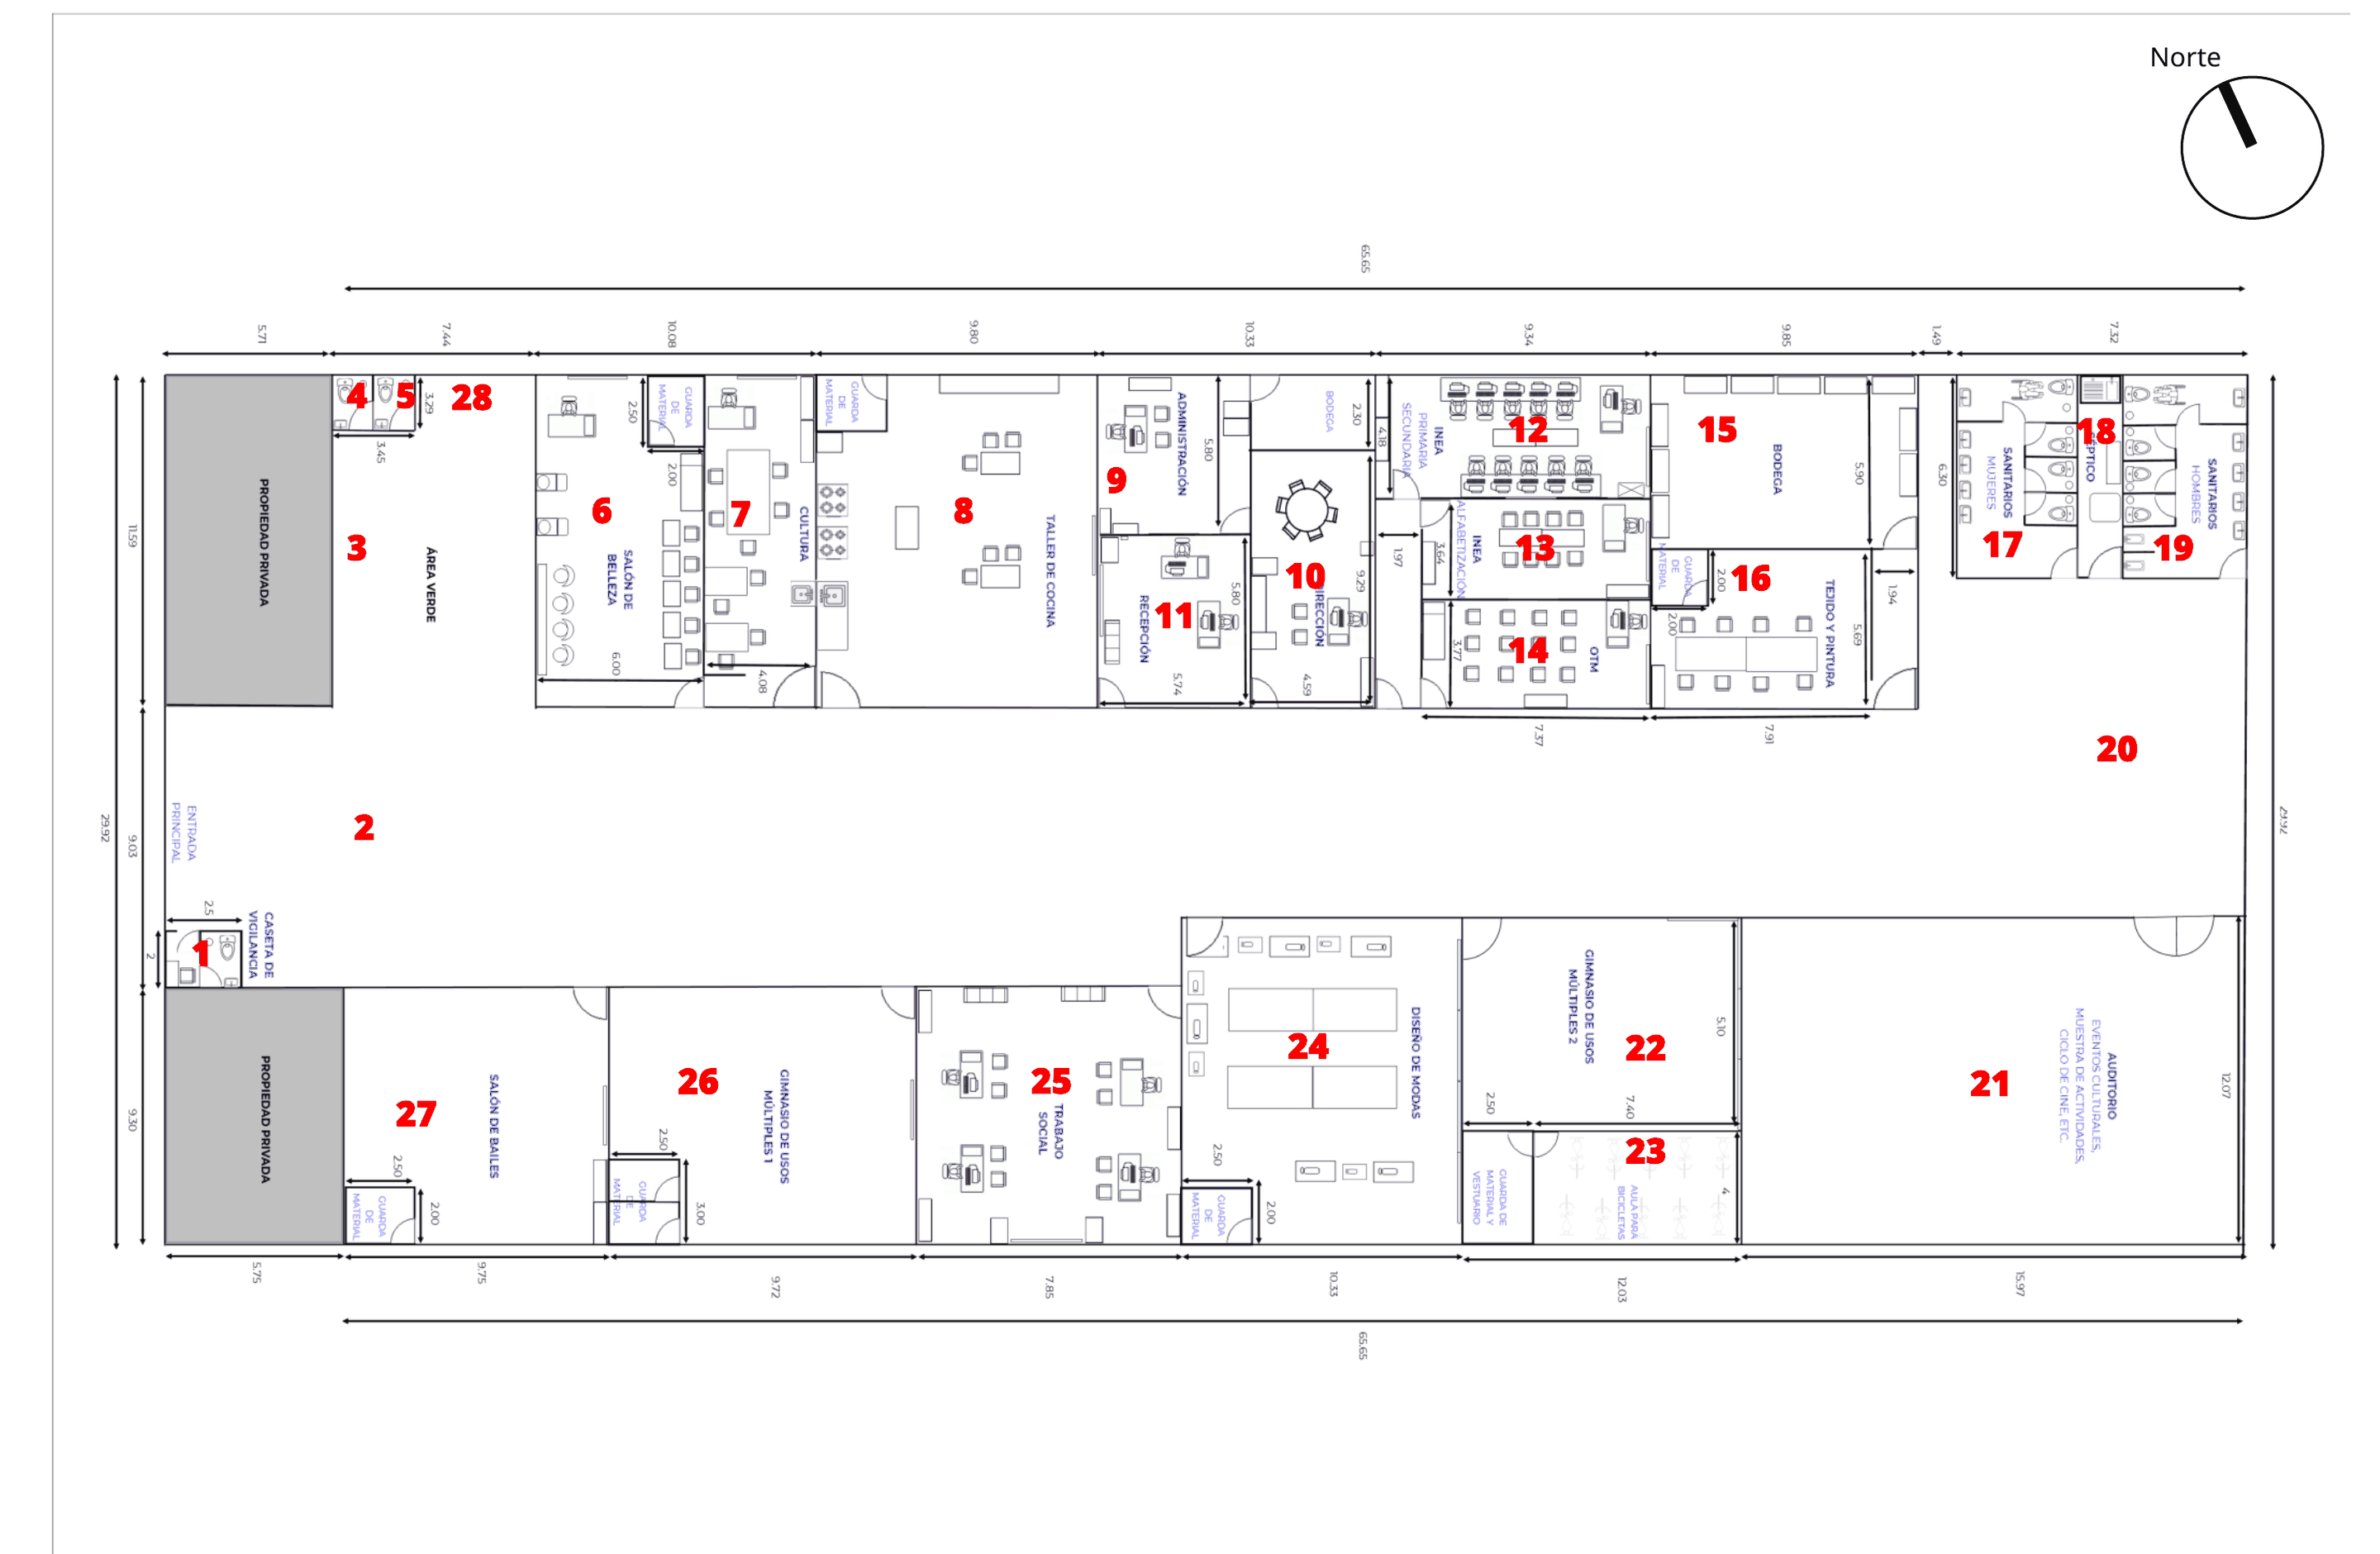 Norte
65.65
5.71
7.44
10.08
9.80
10.33
9.34
9.85
1.49
7.32
29.92
11.59
9.03
9.30
29.92
PROPIEDAD PRIVADA
4
5
28
3.29
3.45
3
ÁREA VERDE
2.50
GUARDA
DE
MATERIAL
2.00
6
SALÓN DE
BELLEZA
6.00
7
CULTURA
4.08
GUARDA
DE
MATERIAL
8
TALLER DE COCINA
ADMINISTRACIÓN
5.80
9
RECEPCIÓN
11
5.80
5.74
BODEGA
2.30
10
DIRECCIÓN
9.29
4.59
4.18
INEA
PRIMARIA
SECUNDARIA
12
1.97
INEA
ALFABETIZACIÓN
3.64
13
OTM
14
3.77
7.37
15
BODEGA
5.90
GUARDA
DE
MATERIAL
2.00
2.00
16
TEJIDO Y PINTURA
5.69
1.94
7.91
6.30
SANITARIOS
MUJERES
17
18
SÉPTICO
SANITARIOS
HOMBRES
19
20
ENTRADA
PRINCIPAL
2
2.5
2
1
CASETA DE
VIGILANCIA
PROPIEDAD PRIVADA
27
SALÓN DE BAILES
2.50
2.00
GUARDA
DE
MATERIAL
26
GIMNASIO DE USOS
MÚLTIPLES 1
2.50
3.00
GUARDA
DE
MATERIAL
25
TRABAJO
SOCIAL
24
DISEÑO DE MODAS
2.50
2.00
GUARDA
DE
MATERIAL
GIMNASIO DE USOS
MÚLTIPLES 2
22
5.10
2.50
7.40
GUARDA DE
MATERIAL Y
VESTUARIO
23
AULA PARA
BICICLETAS
4
21
AUDITORIO
EVENTOS CULTURALES,
MUESTRA DE ACTIVIDADES,
CICLO DE CINE, ETC.
12.07
5.75
9.75
9.72
7.85
10.33
12.03
15.97
65.65